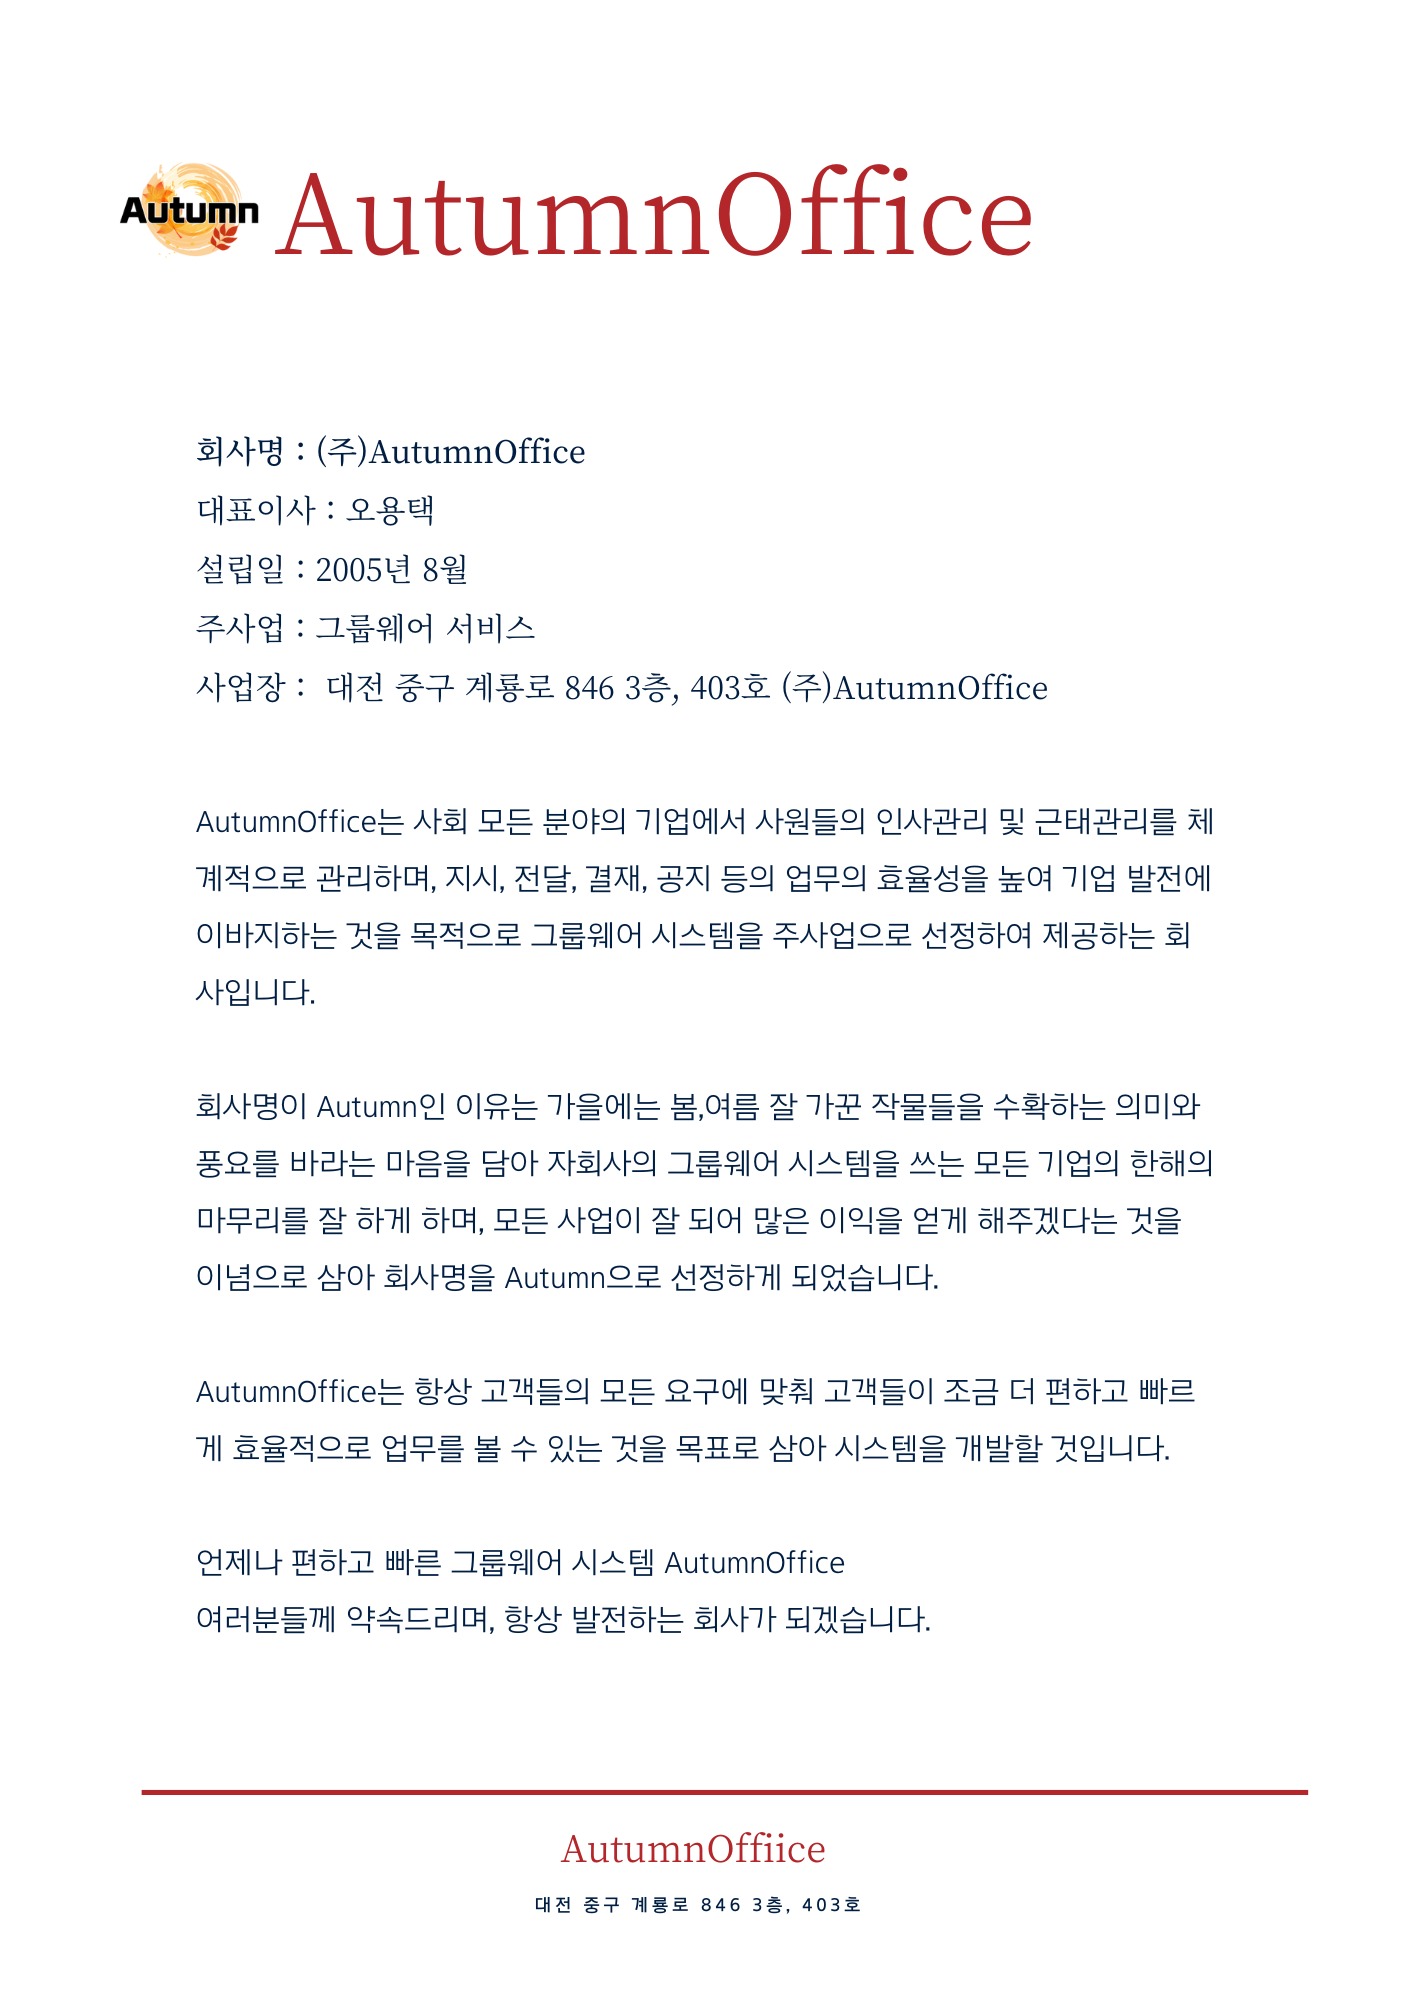 Autumn
AutumnOffice
회사명 : (주)AutumnOffice
대표이사 : 오용택
설립일 : 2005년 8월
주사업 : 그룹웨어 서비스
사업장 : 대전 중구 계룡로 846 3층, 403호 (주)AutumnOffice
AutumnOffice는 사회 모든 분야의 기업에서 사원들의 인사관리 및 근태관리를 체
계적으로 관리하며, 지시, 전달, 결재, 공지 등의 업무의 효율성을 높여 기업 발전에
이바지하는 것을 목적으로 그룹웨어 시스템을 주사업으로 선정하여 제공하는 회
사입니다.
회사명이 Autumn인 이유는 가을에는 봄,여름 잘 가꾼 작물들을 수확하는 의미와
풍요를 바라는 마음을 담아 자회사의 그룹웨어 시스템을 쓰는 모든 기업의 한해의
마무리를 잘 하게 하며, 모든 사업이 잘 되어 많은 이익을 얻게 해주겠다는 것을
이념으로 삼아 회사명을 Autumn으로 선정하게 되었습니다.
AutumnOffice는 항상 고객들의 모든 요구에 맞춰 고객들이 조금 더 편하고 빠르
게 효율적으로 업무를 볼 수 있는 것을 목표로 삼아 시스템을 개발할 것입니다.
언제나 편하고 빠른 그룹웨어 시스템 AutumnOffice
여러분들께 약속드리며, 항상 발전하는 회사가 되겠습니다.
AutumnOffiice
대전 중구 계룡로 846 3층, 403호